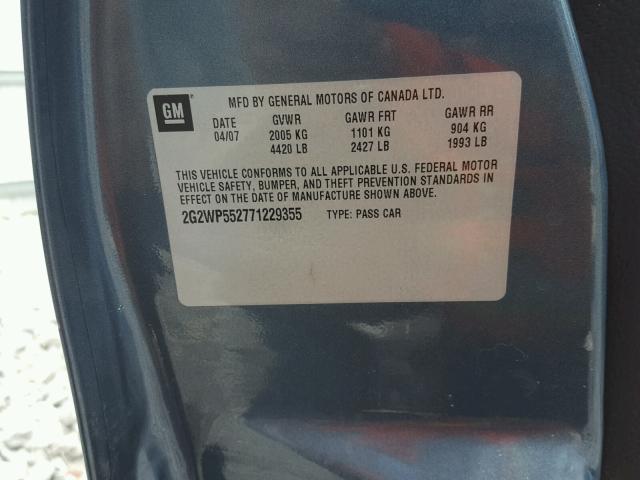 GM
MFD BY GENERAL MOTORS OF CANADA LTD.
DATE GVWR GAWR FRT GAWR RR
04/07 2005 KG 1101 KG 904 KG
4420 LB 2427 LB 1993 LB
THIS VEHICLE CONFORMS TO ALL APPLICABLE U.S. FEDERAL MOTOR
VEHICLE SAFETY, BUMPER, AND THEFT PREVENTION STANDARDS IN
EFFECT ON THE DATE OF MANUFACTURE SHOWN ABOVE.
2G2WP552771229355 TYPE: PASS CAR